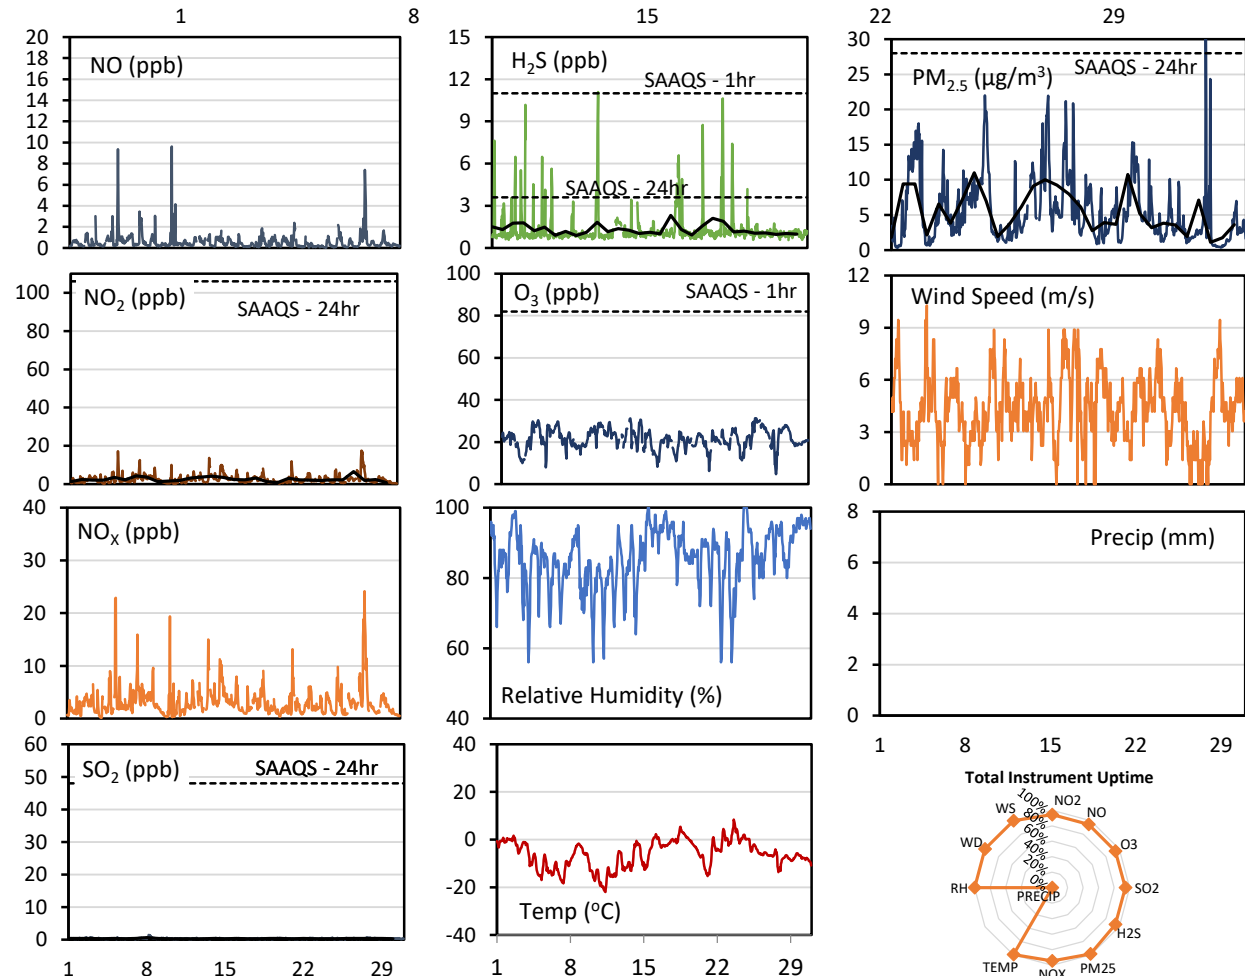 1 8 15 22 29
20
18
16
14
12
10
8
6
4
2
0
NO (ppb)
15
12
9
6
3
0
H2S (ppb)
SAAQS - 1hr
SAAQS - 24hr
30
25
20
15
10
5
0
PM2.5 (µg/m³)
SAAQS - 24hr
100
80
60
40
20
0
NO2 (ppb)
SAAQS - 24hr
100
80
60
40
20
0
O3 (ppb)
SAAQS - 1hr
12
9
6
3
0
Wind Speed (m/s)
40
30
20
10
0
NOX (ppb)
100
80
60
40
Relative Humidity (%)
8
6
4
2
0
Precip (mm)
1 8 15 22 29
60
50
40
30
20
10
0
SO2 (ppb)
SAAQS - 24hr
1 8 15 22 29
40
20
0
-20
-40
Temp (oC)
1 8 15 22 29
Total Instrument Uptime
100%
80%
60%
40%
20%
0%
NO2
NO
O3
SO2
H2S
PM25
NOX
TEMP
PRECIP
RH
WD
WS